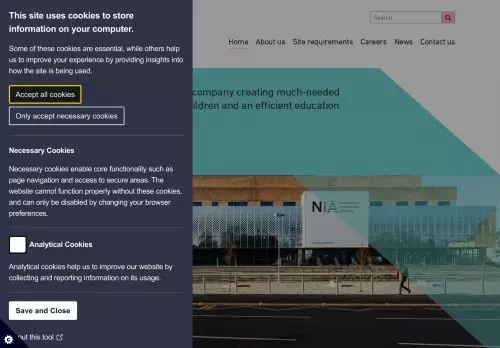 This site uses cookies to store
information on your computer.
Some of these cookies are essential, while others help
us to improve your experience by providing insights into
how the site is being used.
Accept all cookies
Only accept necessary cookies
Necessary Cookies
Necessary cookies enable core functionality such as
page navigation and access to secure areas. The
website cannot function properly without these cookies,
and can only be disabled by changing your browser
preferences.
Analytical Cookies
Analytical cookies help us to improve our website by
collecting and reporting information on its usage.
Save and Close
out this tool
Search
Home About us Site requirements Careers News Contact us
company creating much-needed
ildren and an efficient education
NIA